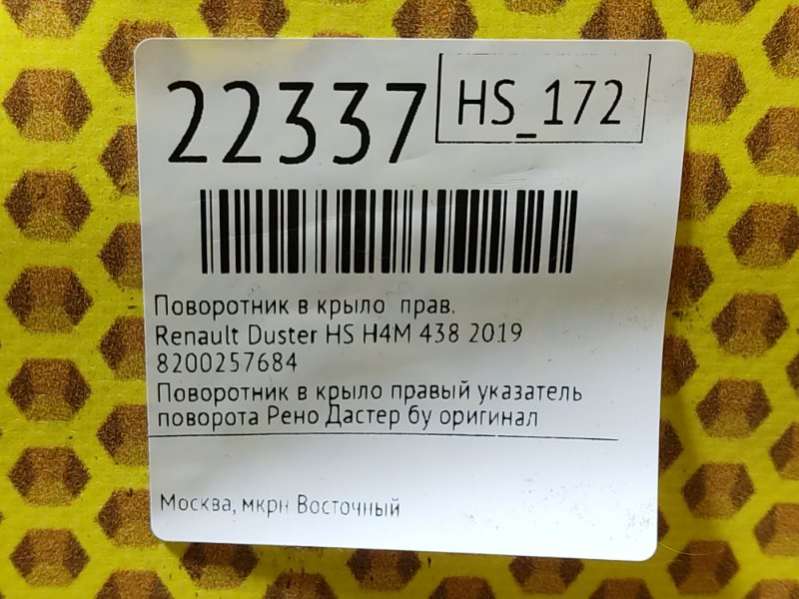 22337
HS_172
Поворотник в крыло прав.
Renault Duster HS H4M 438 2019
8200257684
Поворотник в крыло правый указатель
поворота Рено Дастер бу оригинал
Москва, мкрн Восточный